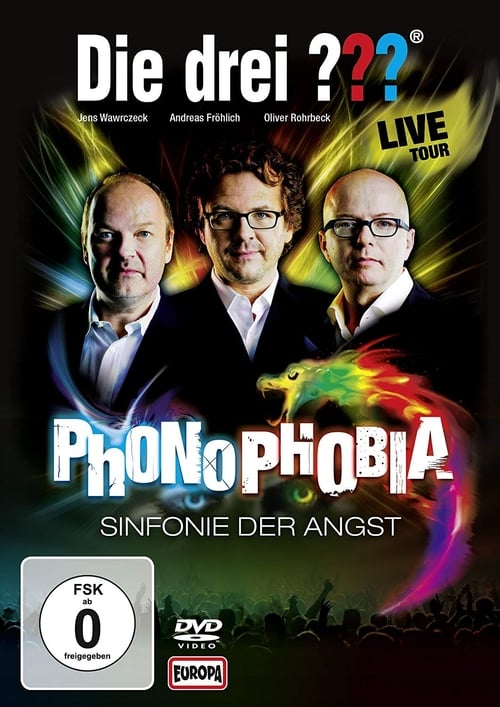 Die drei ???®
Jens Wawrczeck Andreas Fröhlich Oliver Rohrbeck
LIVE
TOUR
PHONOPHOBIA
SINFONIE DER ANGST
FSK
ab
0
freigegeben
DVD
VIDEO
EUROPA